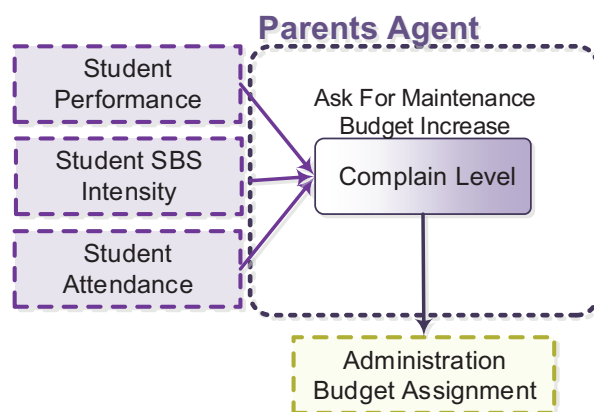 Parents Agent
Student
Performance
Student SBS
Intensity
Student
Attendance
Ask For Maintenance
Budget Increase
Complain Level
Administration
Budget Assignment